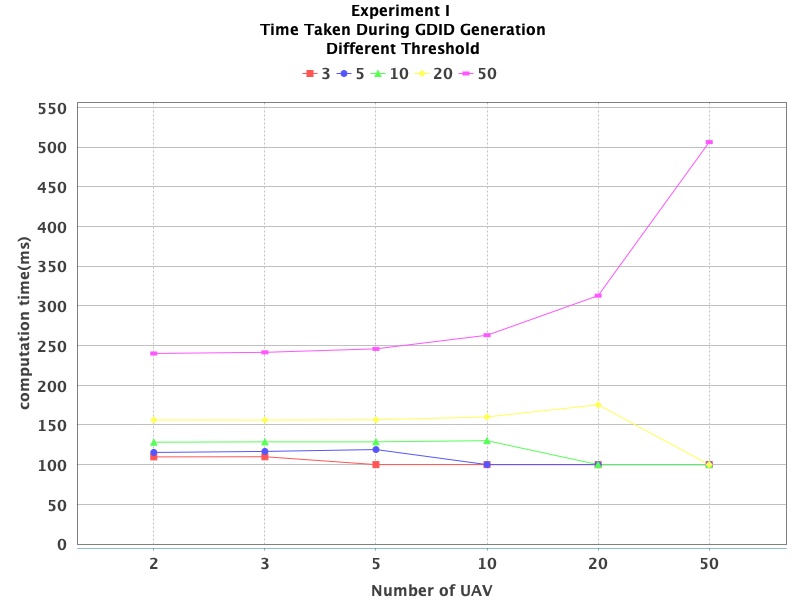 Experiment I
Time Taken During GDID Generation
Different Threshold
3 5 10 20 50
550
500
450
400
350
300
250
200
150
100
50
0
computation time(ms)
2 3 5 10 20 50
Number of UAV